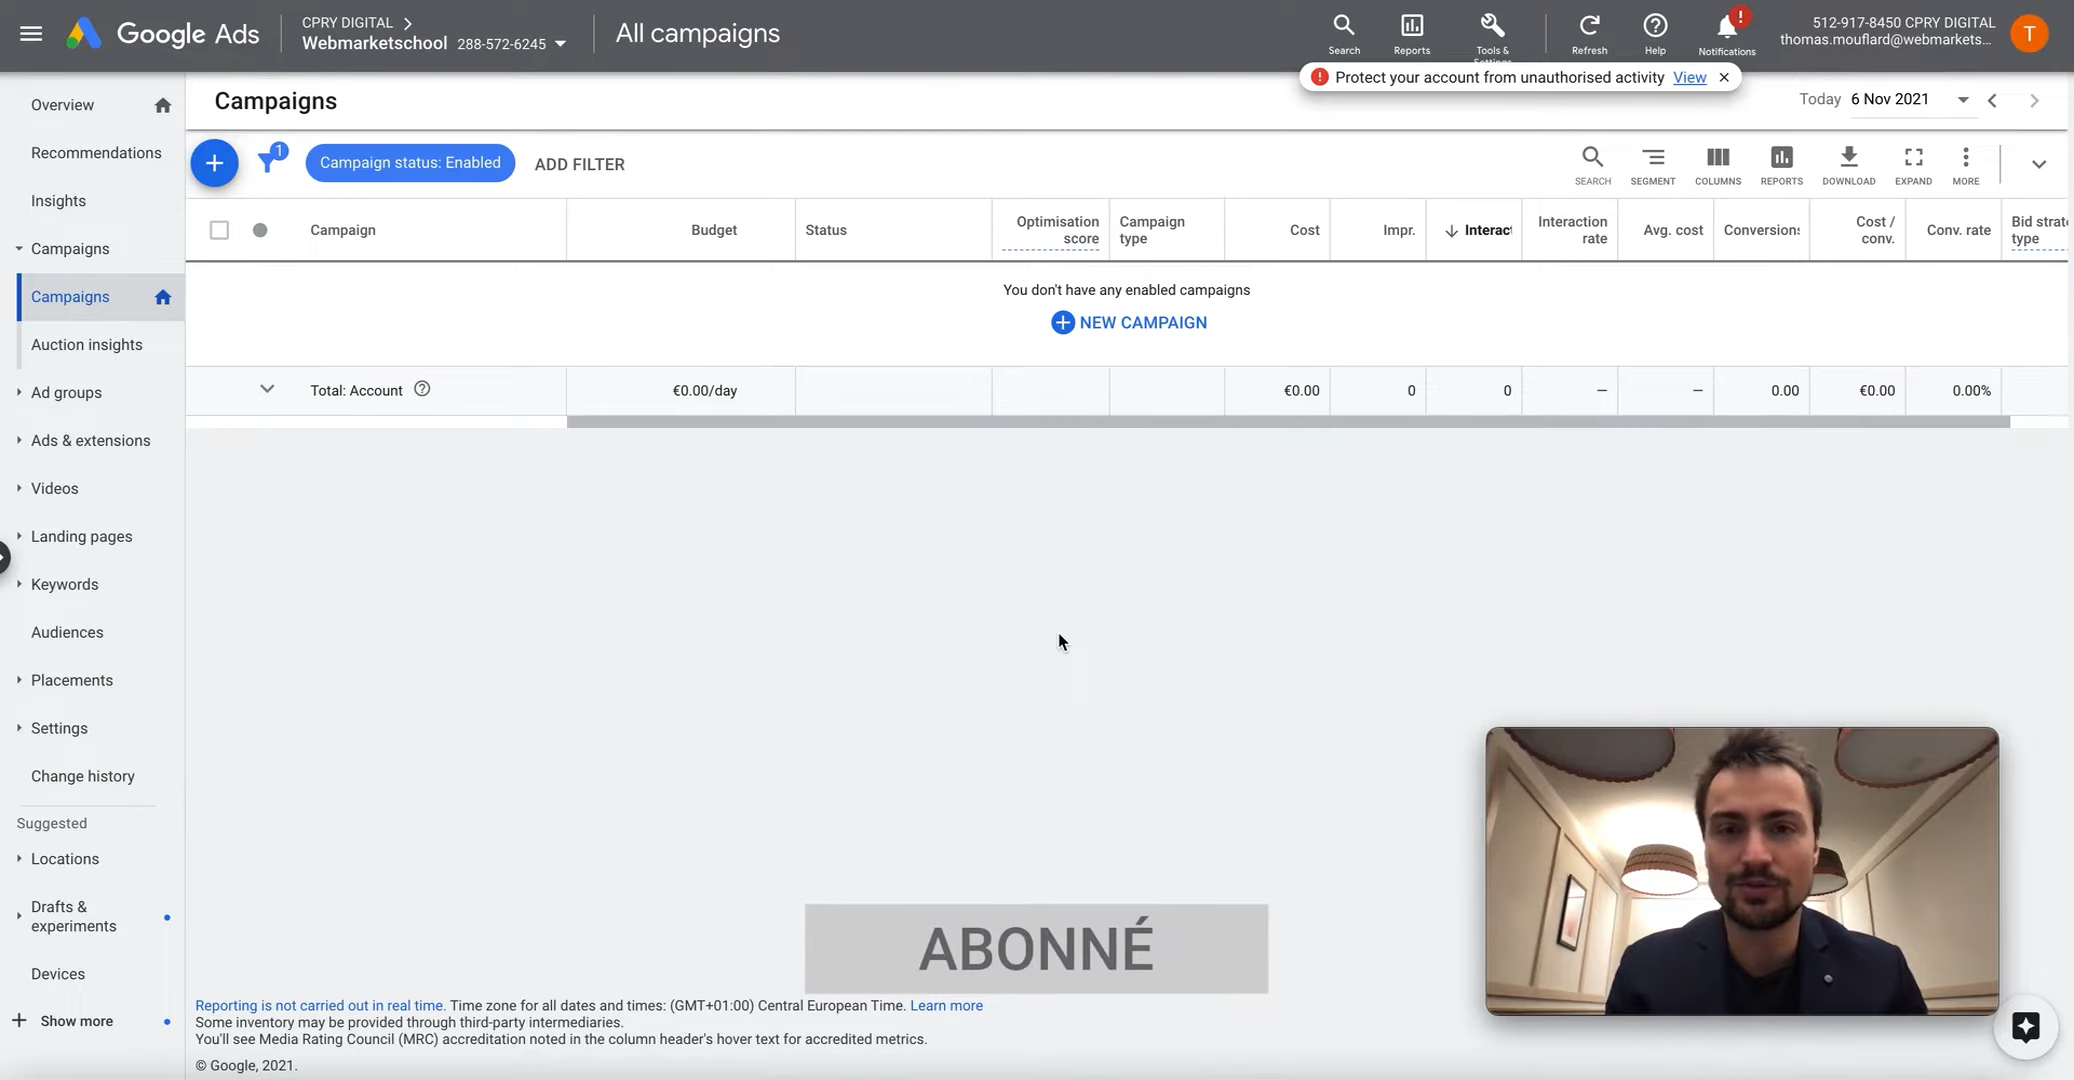 Google Ads
CPRY DIGITAL
Webmarketschool 288-572-6245
All campaigns
Search
Reports
Tools &
Settings
Refresh
Help
!
Notifications
512-917-8450 CPRY DIGITAL
thomas.mouflard@webmarkets...
T
! Protect your account from unauthorised activity View
Campaigns
Today 6 Nov 2021
1
Campaign status: Enabled
ADD FILTER
SEARCH
SEGMENT
COLUMNS
REPORTS
DOWNLOAD
EXPAND
MORE
Campaign
Budget
Status
Optimisation
score
Campaign
type
Cost
Impr.
Interact
Interaction
rate
Avg. cost
Conversions
Cost /
conv.
Conv. rate
Bid strate
type
You don't have any enabled campaigns
NEW CAMPAIGN
Total: Account
€0.00/day
€0.00
0
0
—
—
0.00
€0.00
0.00%
Overview
Recommendations
Insights
Campaigns
Campaigns
Auction insights
Ad groups
Ads & extensions
Videos
Landing pages
Keywords
Audiences
Placements
Settings
Change history
Suggested
Locations
Drafts &
experiments
Devices
Show more
ABONNÉ
Reporting is not carried out in real time. Time zone for all dates and times: (GMT+01:00) Central European Time. Learn more
Some inventory may be provided through third-party intermediaries.
You'll see Media Rating Council (MRC) accreditation noted in the column header's hover text for accredited metrics.
© Google, 2021.